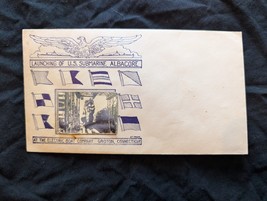 LAUNCHING OF U.S. SUBMARINE ALBACORE
AT THE ELECTRIC BOAT COMPANY GROTON, CONNECTICUT